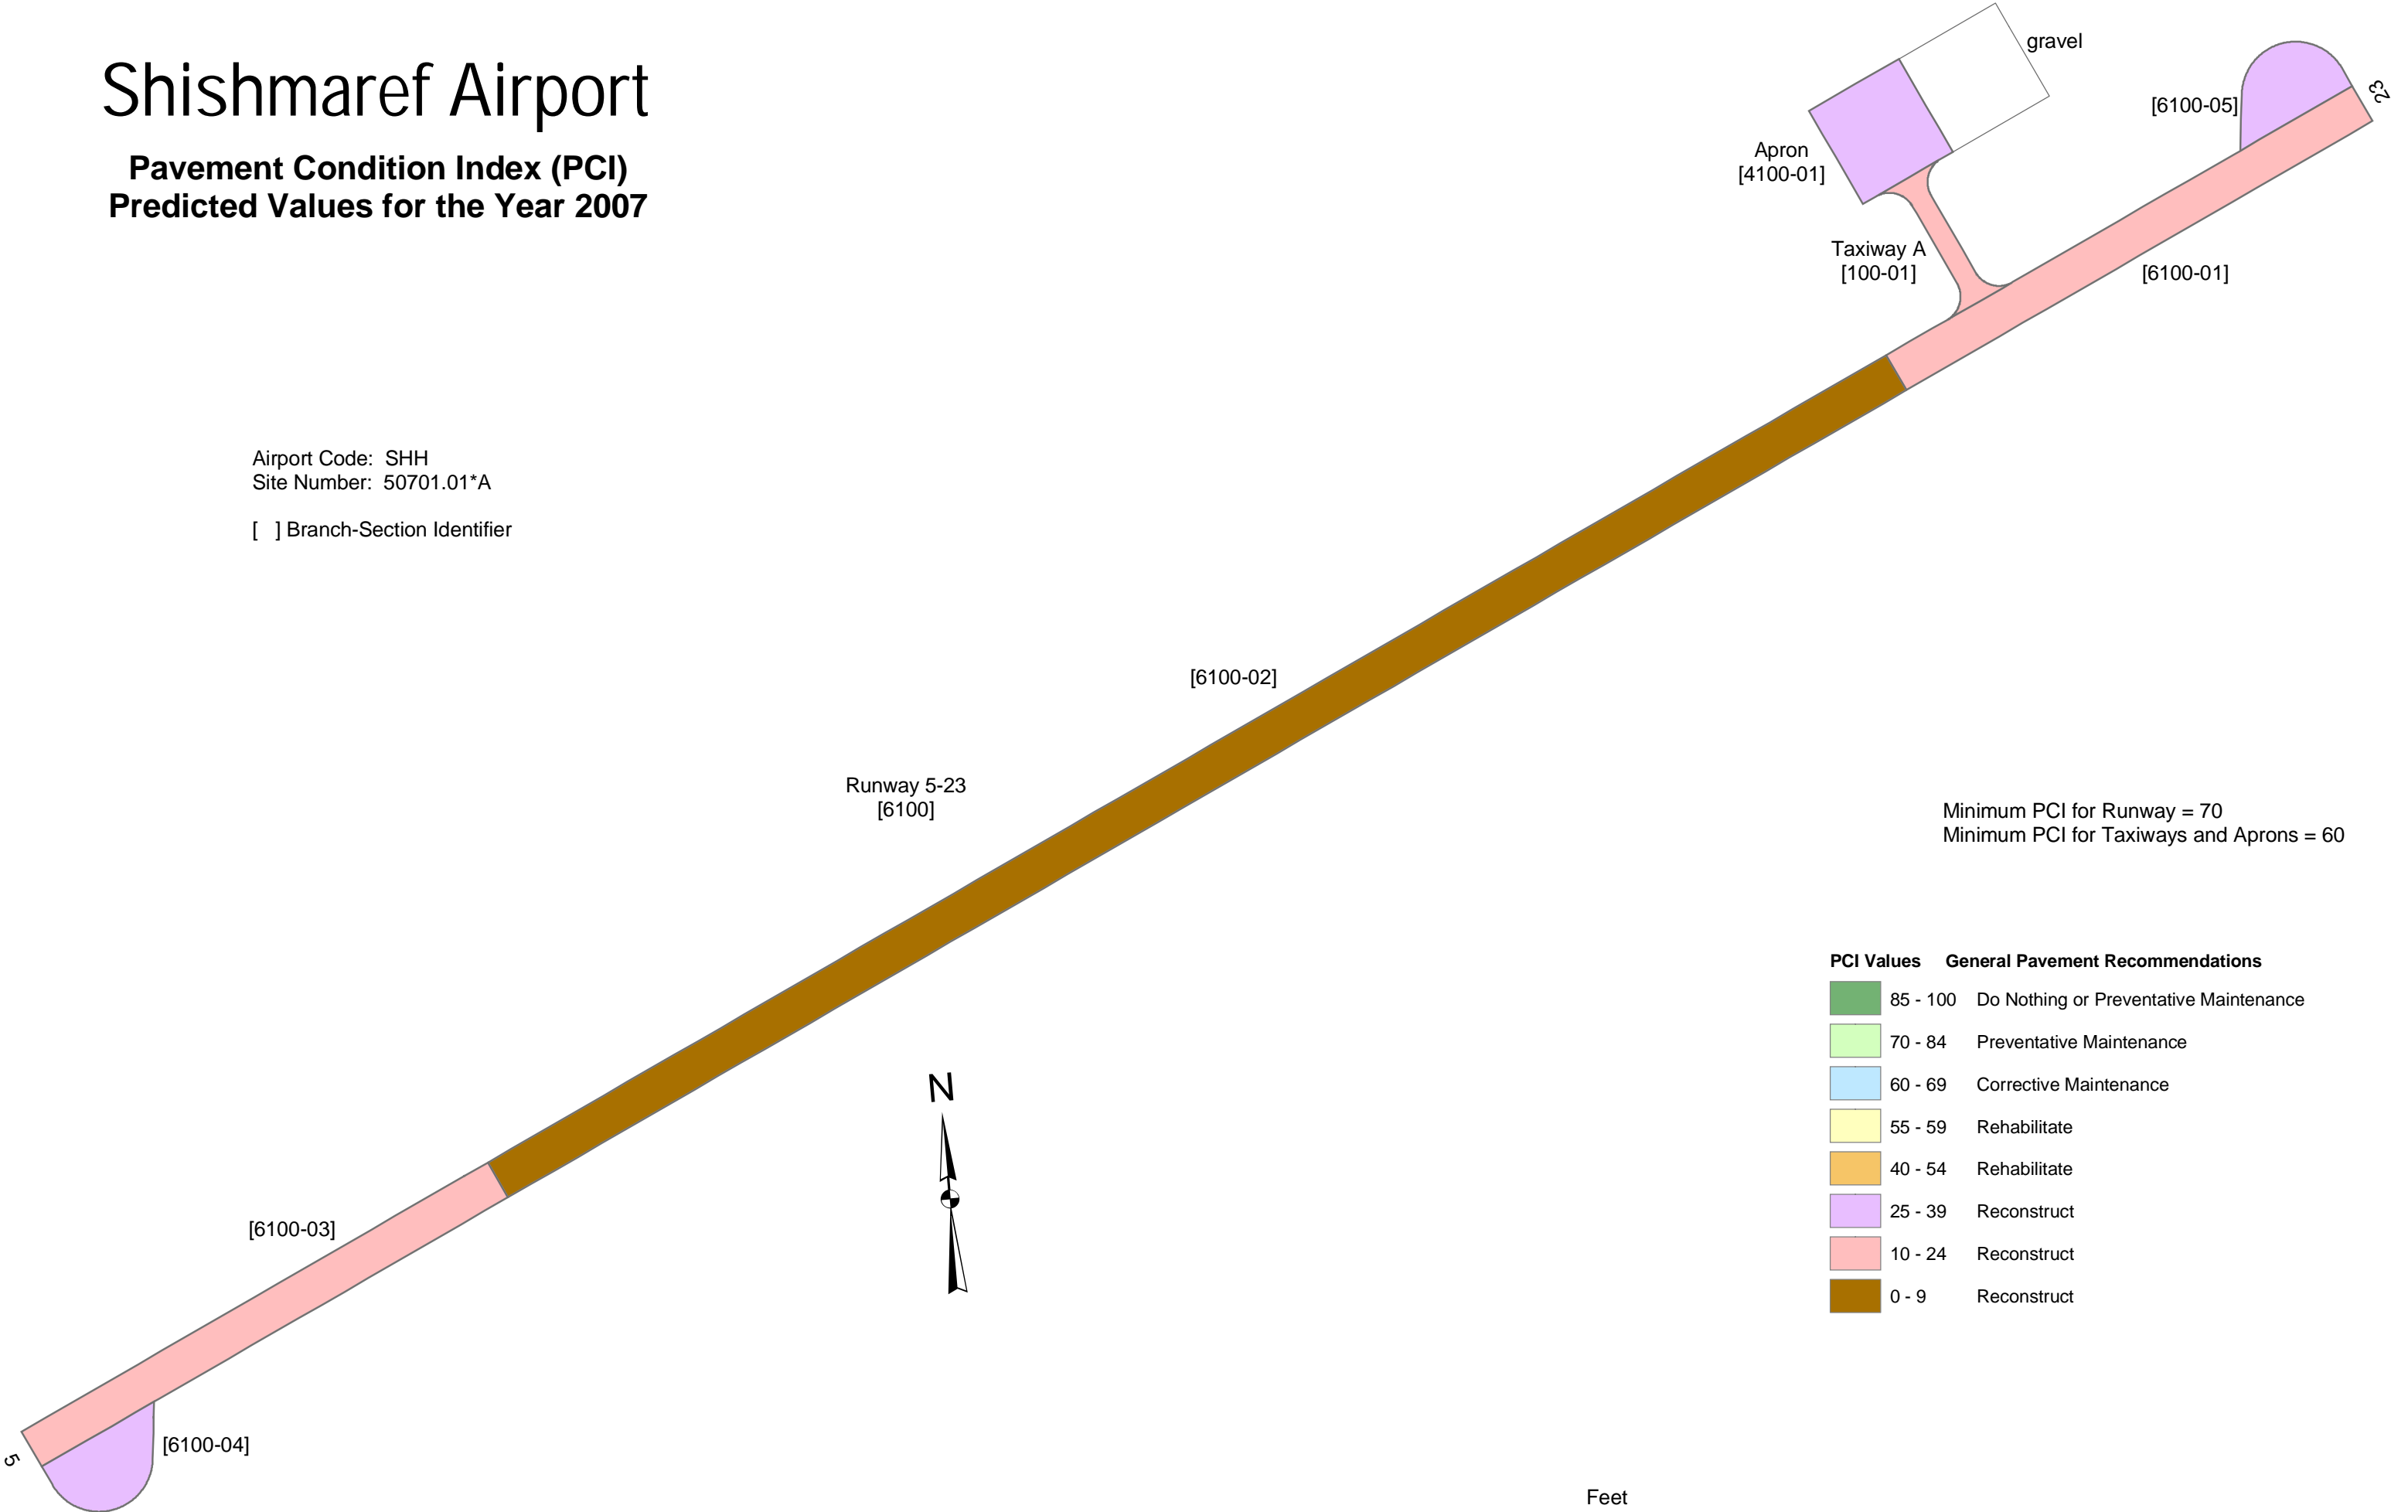 Shishmaref Airport
Pavement Condition Index (PCI)
Predicted Values for the Year 2007
gravel
[6100-05]
23
Apron
[4100-01]
Taxiway A
[100-01]
[6100-01]
Airport Code:  SHH
Site Number:  50701.01*A
[   ] Branch-Section Identifier
[6100-02]
Runway 5-23
[6100]
Minimum PCI for Runway = 70
Minimum PCI for Taxiways and Aprons = 60
PCI Values General Pavement Recommendations
85 - 100 Do Nothing or Preventative Maintenance
70 - 84 Preventative Maintenance
60 - 69 Corrective Maintenance
55 - 59 Rehabilitate
40 - 54 Rehabilitate
25 - 39 Reconstruct
10 - 24 Reconstruct
0 - 9 Reconstruct
N
[6100-03]
[6100-04]
5
Feet